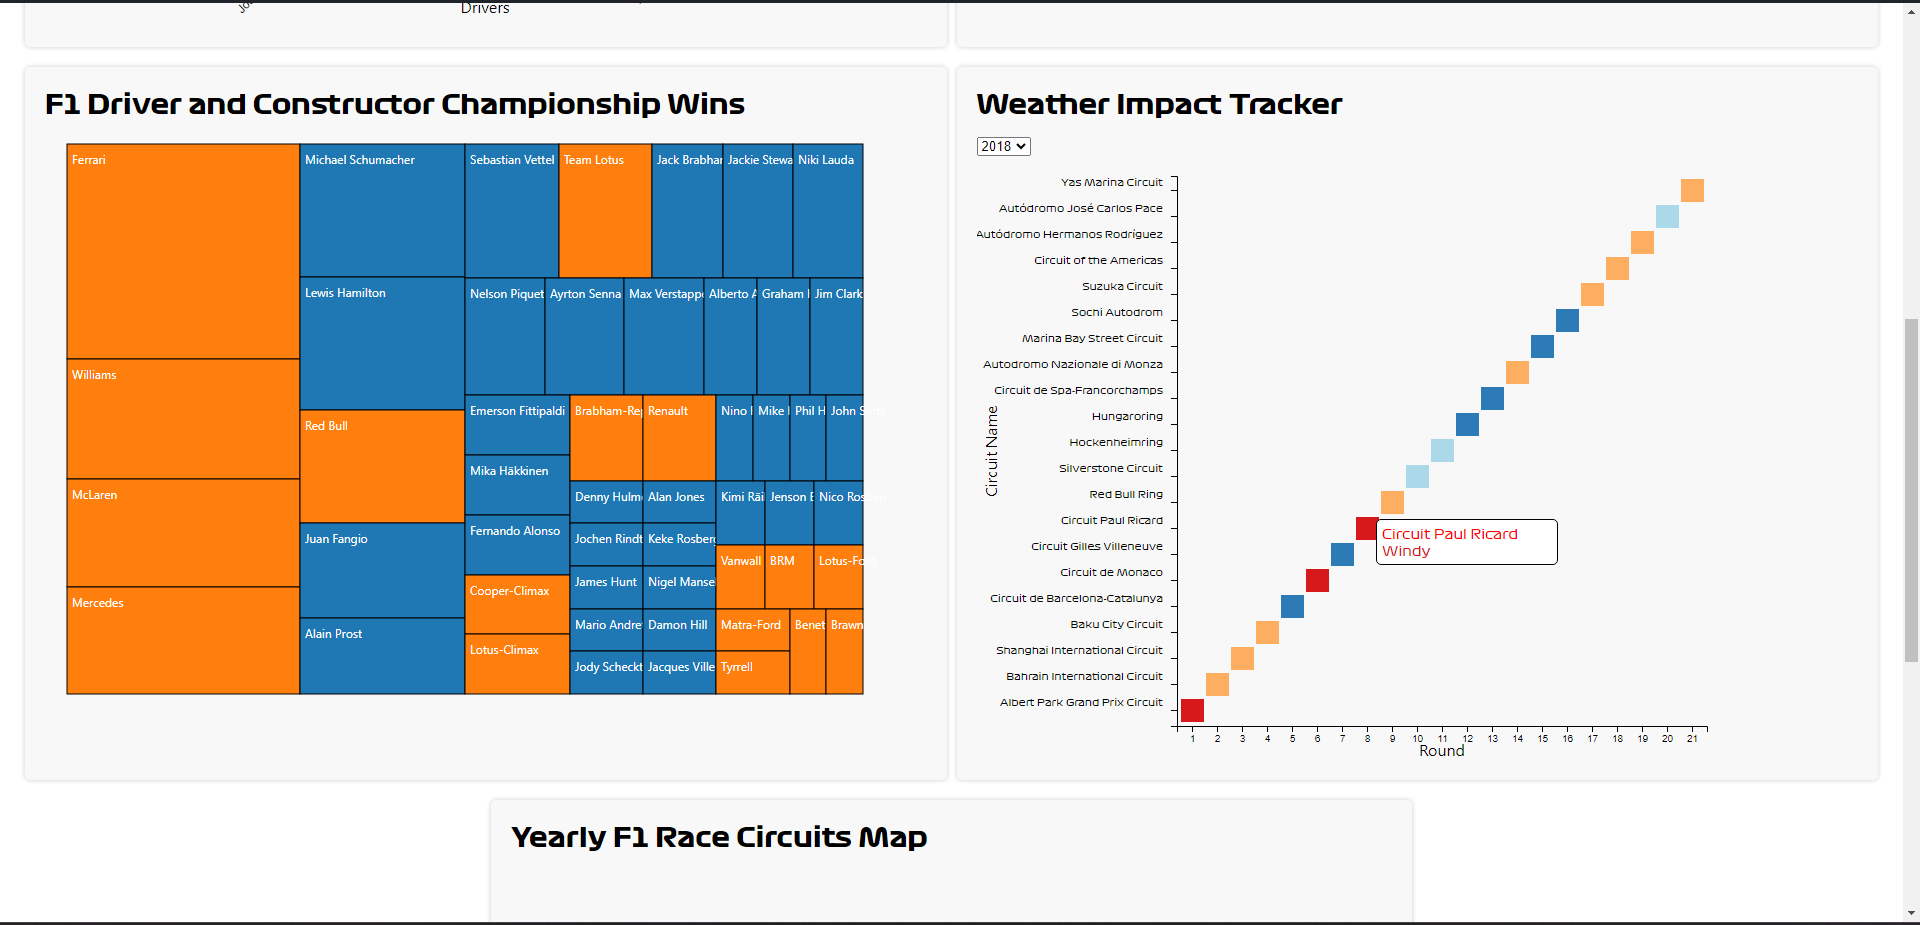 Drivers
F1 Driver and Constructor Championship Wins
Ferrari
Williams
McLaren
Mercedes
Michael Schumacher
Lewis Hamilton
Red Bull
Juan Fangio
Alain Prost
Sebastian Vettel
Team Lotus
Jack Brabhar
Jackie Stewa
Niki Lauda
Nelson Piquet
Ayrton Senna
Max Verstapp
Alberto A
Graham
Jim Clark
Emerson Fittipaldi
Mika Häkkinen
Fernando Alonso
Cooper-Climax
Lotus-Climax
Brabham-Re
Renault
Nino
Mike
Phil H
John
Denny Hulm
Alan Jones
Kimi Räi
Jenson
Nico Rosberg
Jochen Rindt
Keke Rosberg
Vanwall
BRM
Lotus-Ford
James Hunt
Nigel Manse
Mario Andre
Damon Hill
Matra-Ford
Benet
Brawn
Jody Scheckt
Jacques Ville
Tyrrell
Weather Impact Tracker
2018
Circuit Name
Yas Marina Circuit
Autódromo José Carlos Pace
Autódromo Hermanos Rodríguez
Circuit of the Americas
Suzuka Circuit
Sochi Autodrom
Marina Bay Street Circuit
Autodromo Nazionale di Monza
Circuit de Spa-Francorchamps
Hungaroring
Hockenheimring
Silverstone Circuit
Red Bull Ring
Circuit Paul Ricard
Circuit Gilles Villeneuve
Circuit de Monaco
Circuit de Barcelona-Catalunya
Baku City Circuit
Shanghai International Circuit
Bahrain International Circuit
Albert Park Grand Prix Circuit
Circuit Paul Ricard
Windy
1 2 3 4 5 6 7 8 9 10 11 12 13 14 15 16 17 18 19 20 21
Round
Yearly F1 Race Circuits Map